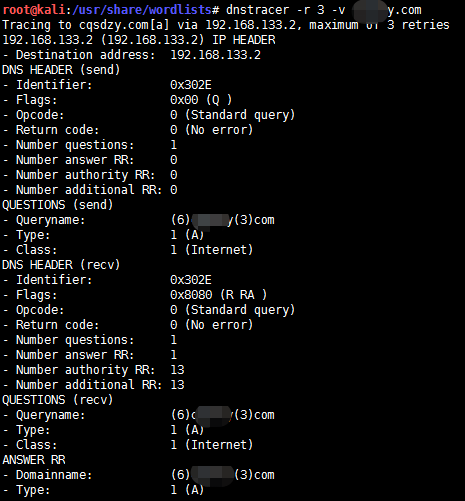 root@kali:/usr/share/wordlists# dnstracer -r 3 -v y.com
Tracing to cqsdzy.com[a] via 192.168.133.2, maximum of 3 retries
192.168.133.2 (192.168.133.2) IP HEADER
- Destination address: 192.168.133.2
DNS HEADER (send)
- Identifier: 0x302E
- Flags: 0x00 (Q )
- Opcode: 0 (Standard query)
- Return code: 0 (No error)
- Number questions: 1
- Number answer RR: 0
- Number authority RR: 0
- Number additional RR: 0
QUESTIONS (send)
- Queryname: (6) y(3)com
- Type: 1 (A)
- Class: 1 (Internet)
DNS HEADER (recv)
- Identifier: 0x302E
- Flags: 0x8080 (R RA )
- Opcode: 0 (Standard query)
- Return code: 0 (No error)
- Number questions: 1
- Number answer RR: 1
- Number authority RR: 13
- Number additional RR: 13
QUESTIONS (recv)
- Queryname: (6)c y(3)com
- Type: 1 (A)
- Class: 1 (Internet)
ANSWER RR
- Domainname: (6) (3)com
- Type: 1 (A)